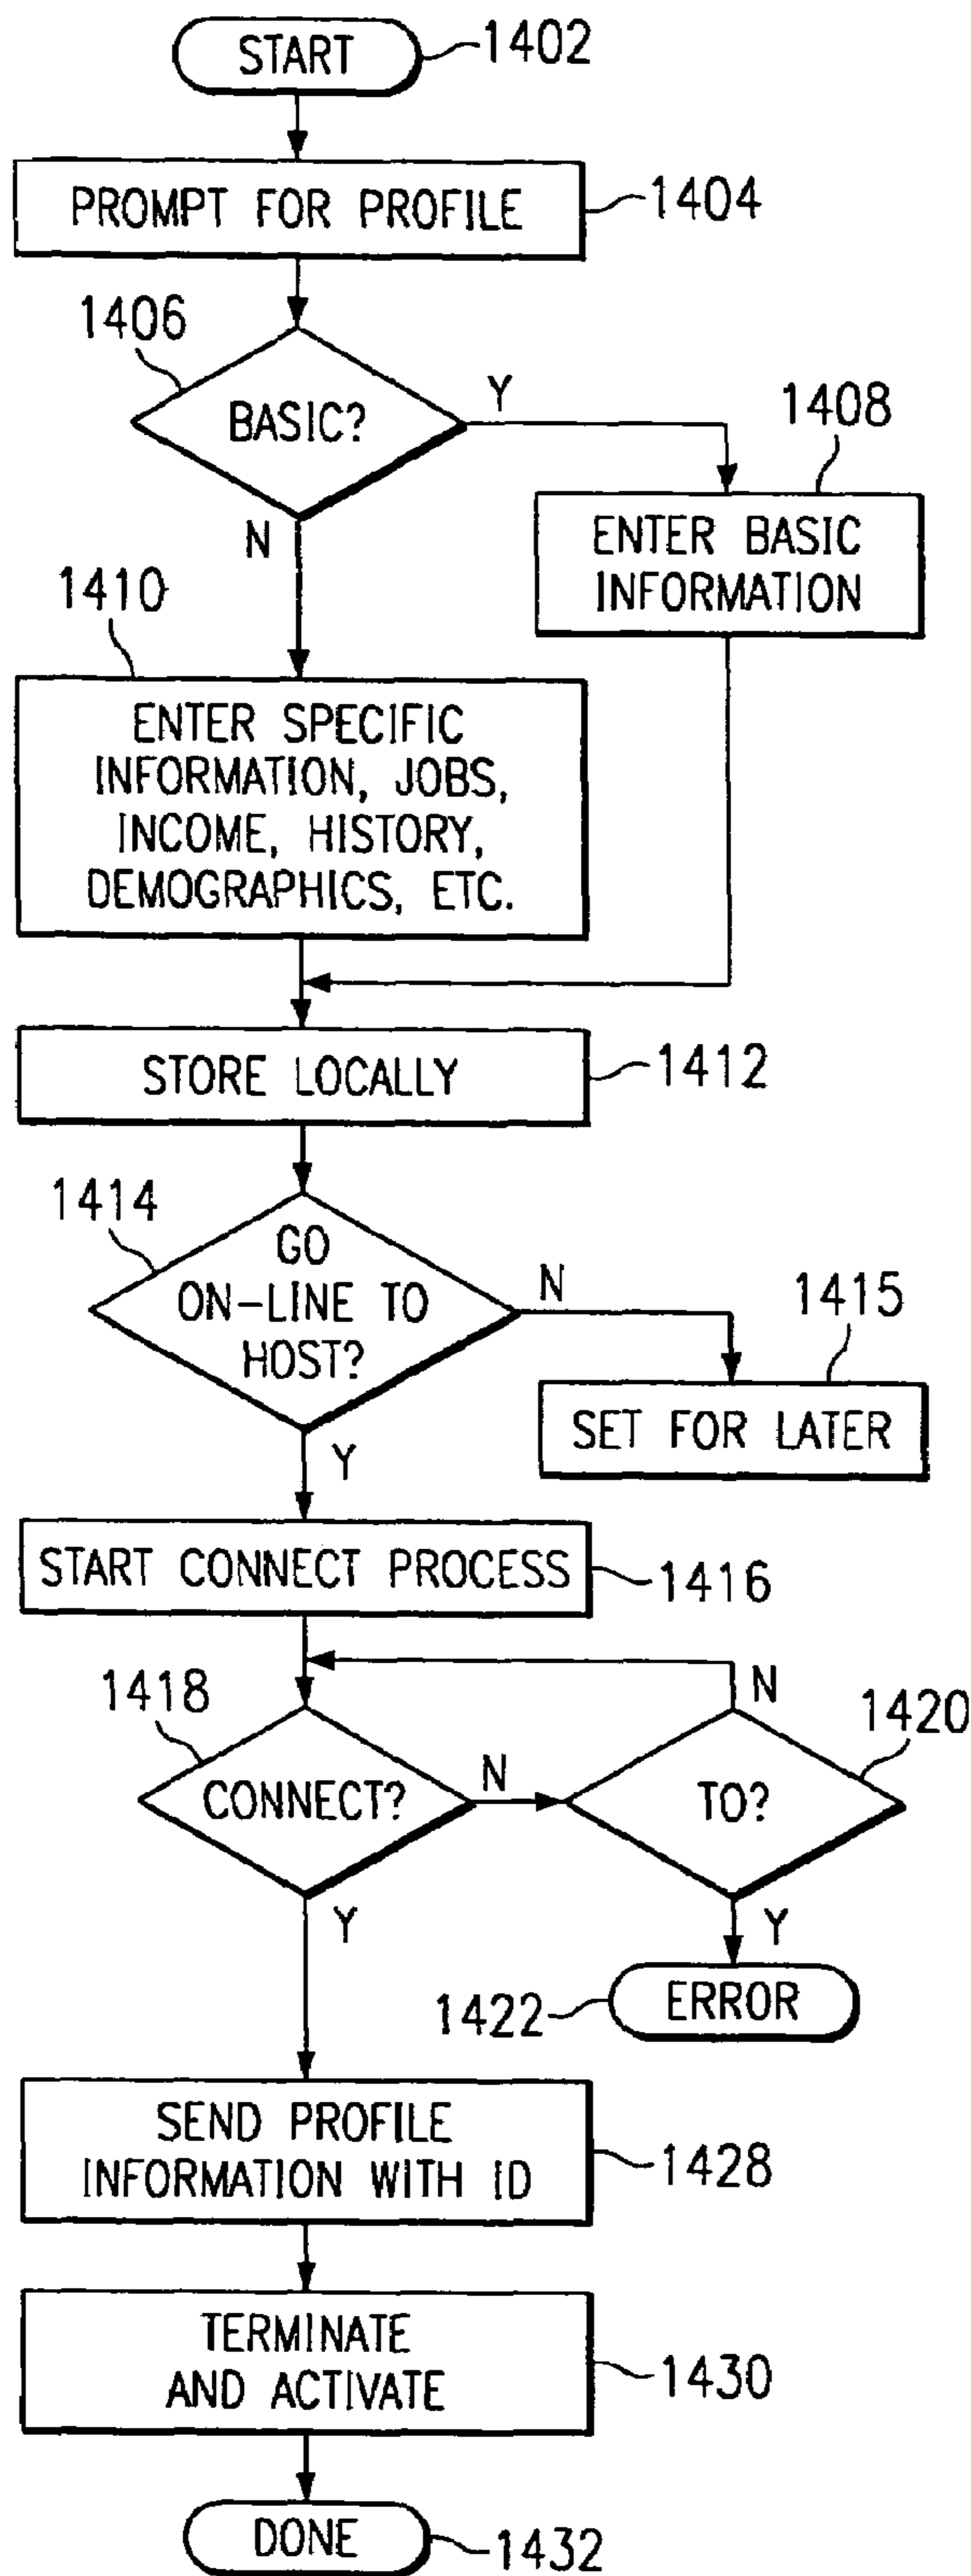 START
1402
PROMPT FOR PROFILE
1404
1406
BASIC?
Y
N
1408
ENTER BASIC
INFORMATION
1410
ENTER SPECIFIC
INFORMATION, JOBS,
INCOME, HISTORY,
DEMOGRAPHICS, ETC.
STORE LOCALLY
1412
1414
GO
ON-LINE TO
HOST?
N
Y
1415
SET FOR LATER
START CONNECT PROCESS
1416
1418
CONNECT?
N
Y
N
1420
TO?
Y
1422
ERROR
SEND PROFILE
INFORMATION WITH ID
1428
TERMINATE
AND ACTIVATE
1430
DONE
1432